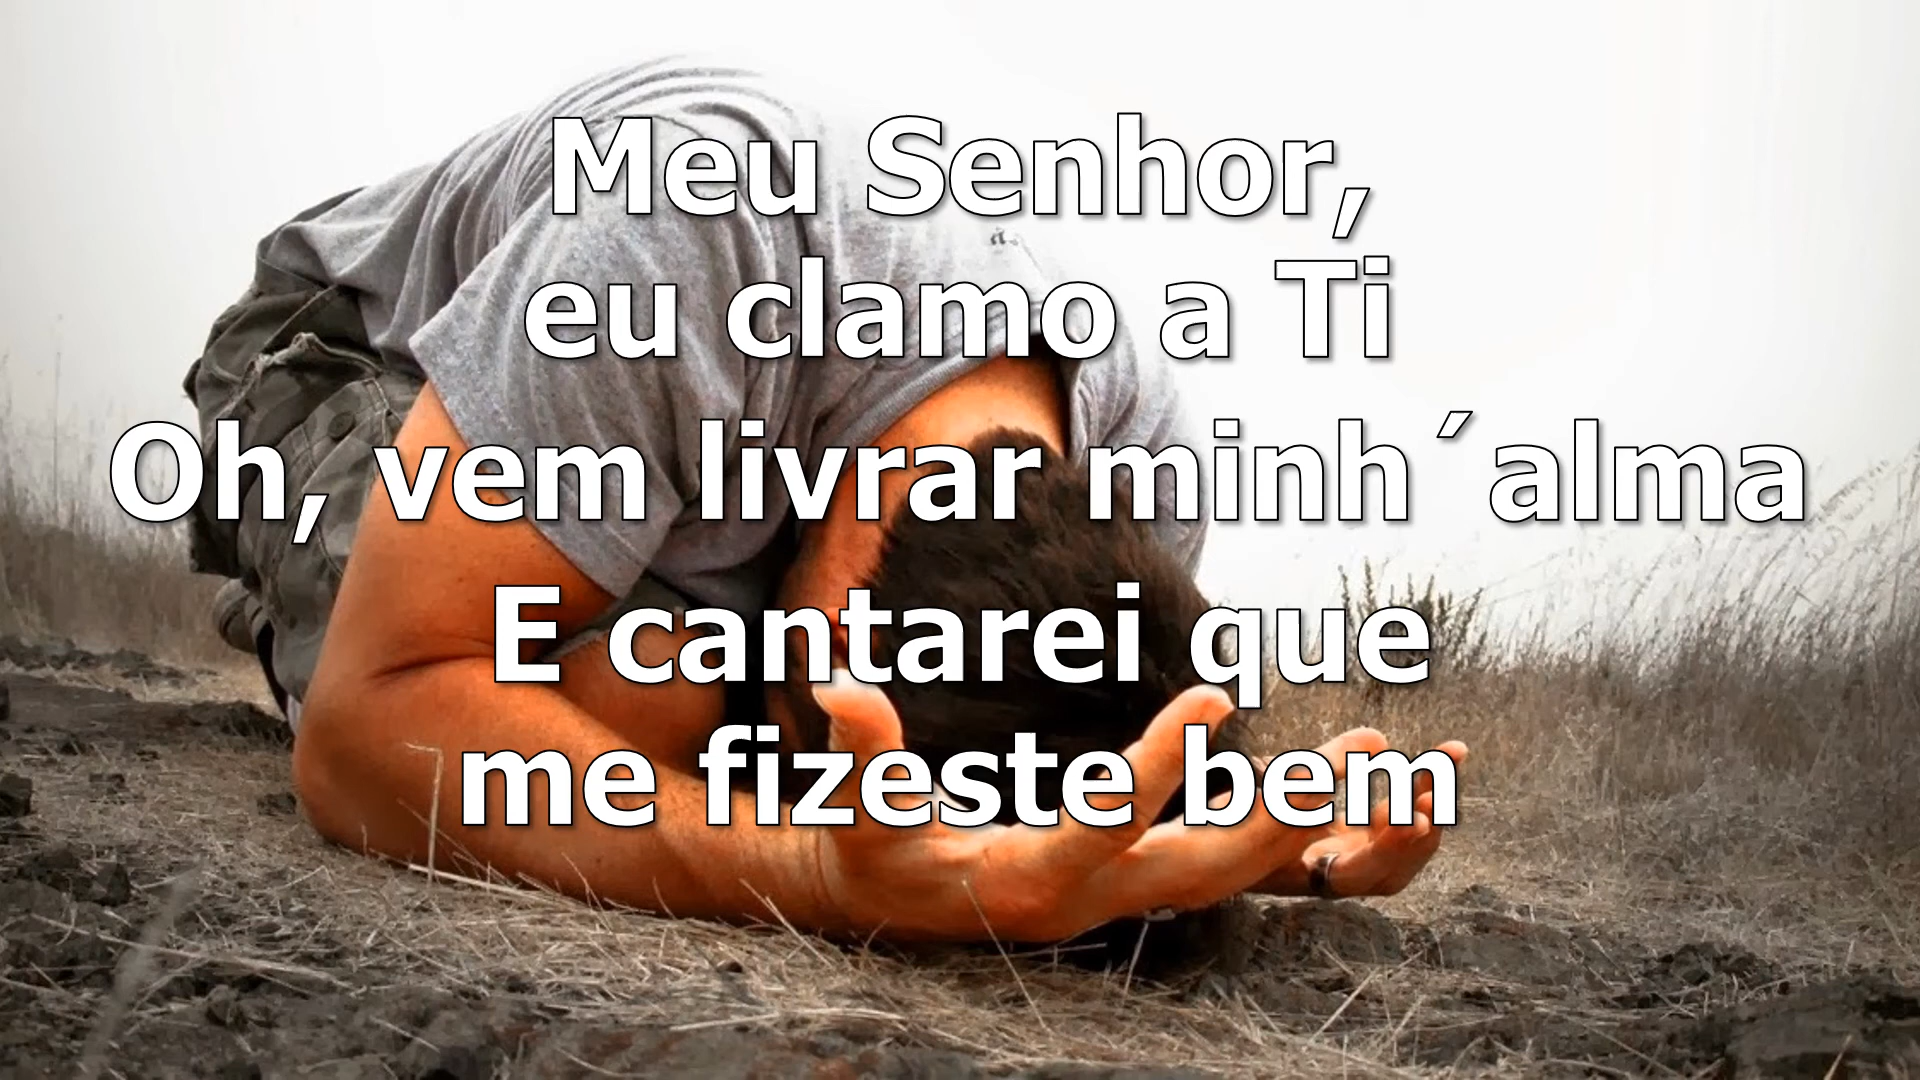 Meu Senhor,
eu clamo a Ti
Oh, vem livrar minh´alma
E cantarei que
me fizeste bem